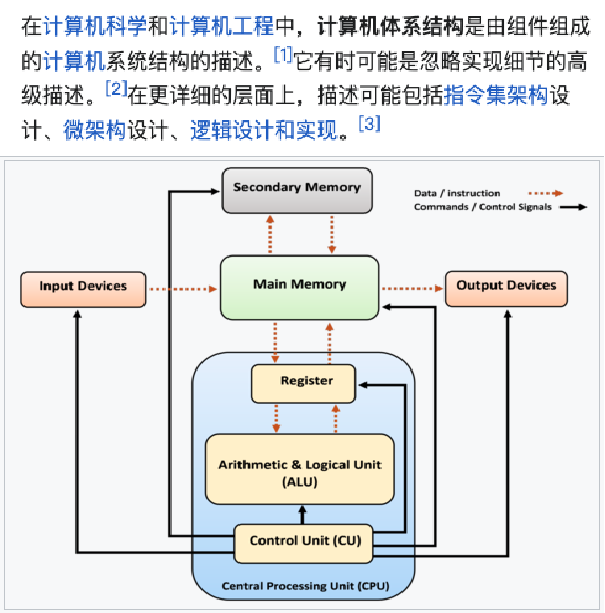 在计算机科学和计算机工程中，计算机体系结构是由组件组成
的计算机系统结构的描述。[1]它有时可能是忽略实现细节的高
级描述。[2]在更详细的层面上，描述可能包括指令集架构设
计、微架构设计、逻辑设计和实现。[3]
Secondary Memory
Data / instruction
Commands / Control Signals
Input Devices
Main Memory
Output Devices
Register
Arithmetic & Logical Unit
(ALU)
Control Unit (CU)
Central Processing Unit (CPU)